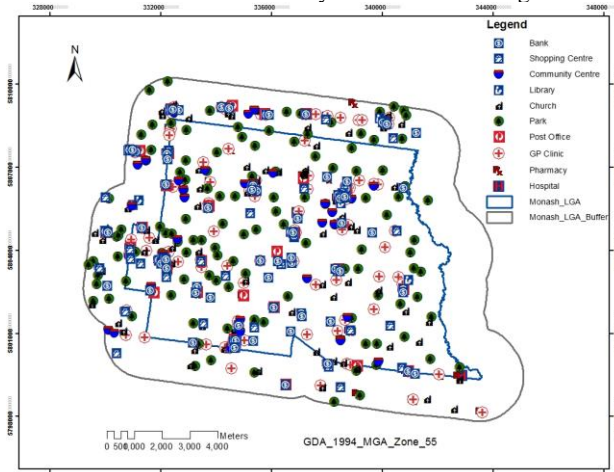 328000 332000 336000 340000 344000 348000
N
Legend
Bank
Shopping Centre
Community Centre
Library
Church
Park
Post Office
GP Clinic
Pharmacy
Hospital
Monash_LGA
Monash_LGA_Buffer
Meters
0 500 1,000 2,000 3,000 4,000
GDA_1994_MGA_Zone_55